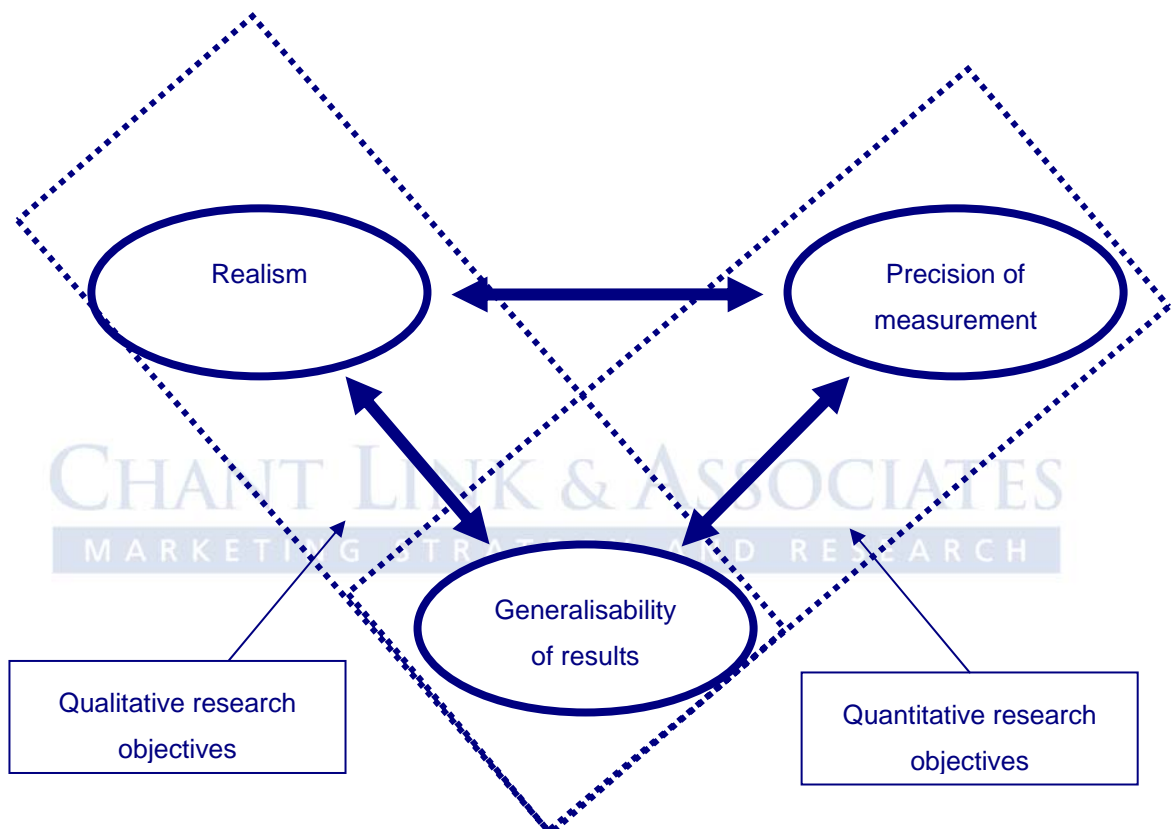 Realism
Precision of
measurement
CHANT LINK & ASSOCIATES
MARKETING STRATEGY AND RESEARCH
Generalisability
of results
Qualitative research
objectives
Quantitative research
objectives